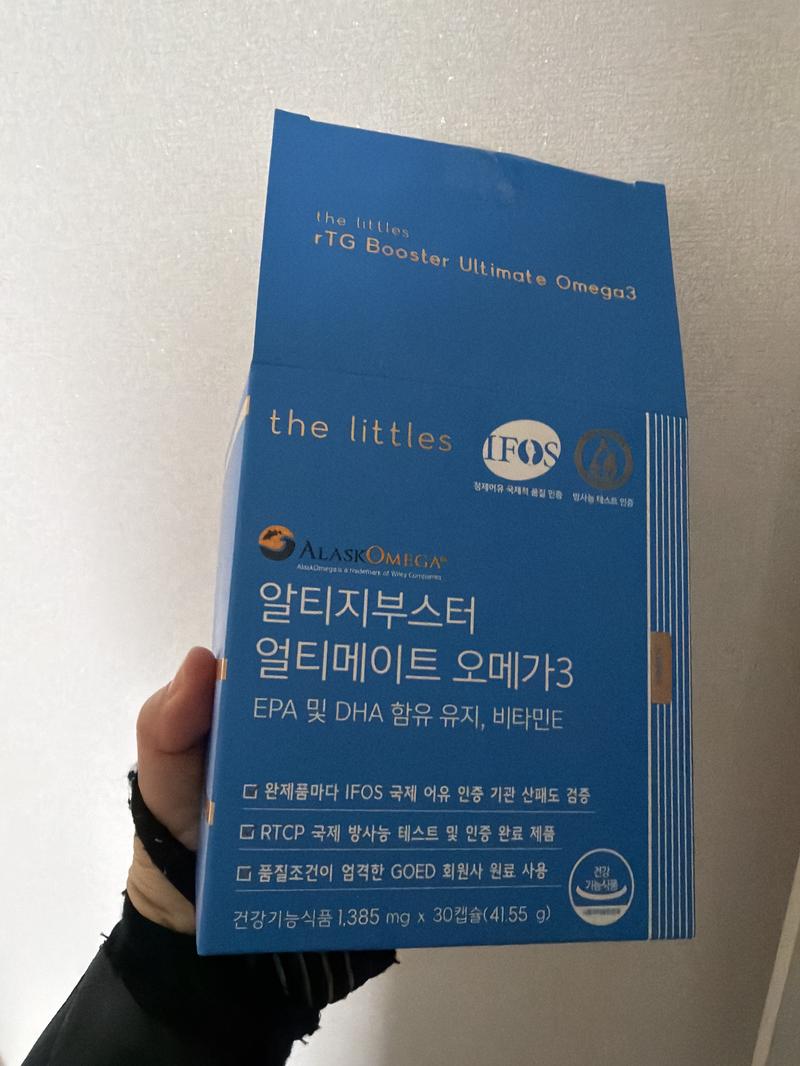 the littles
rTG Booster Ultimate Omega3
the littles
IFOS
정제어유 국제적 품질 인증
방사능 테스트 인증
ALASKOMEGA®
AlaskOmega is a trademark of Wiley Companies
알티지부스터
얼티메이트 오메가3
EPA 및 DHA 함유 유지, 비타민E
완제품마다 IFOS 국제 어유 인증 기관 산패도 검증
RTCP 국제 방사능 테스트 및 인증 완료 제품
품질조건이 엄격한 GOED 회원사 원료 사용
건강
기능식품
건강기능식품 1,385 mg x 30캡슐(41.55 g)